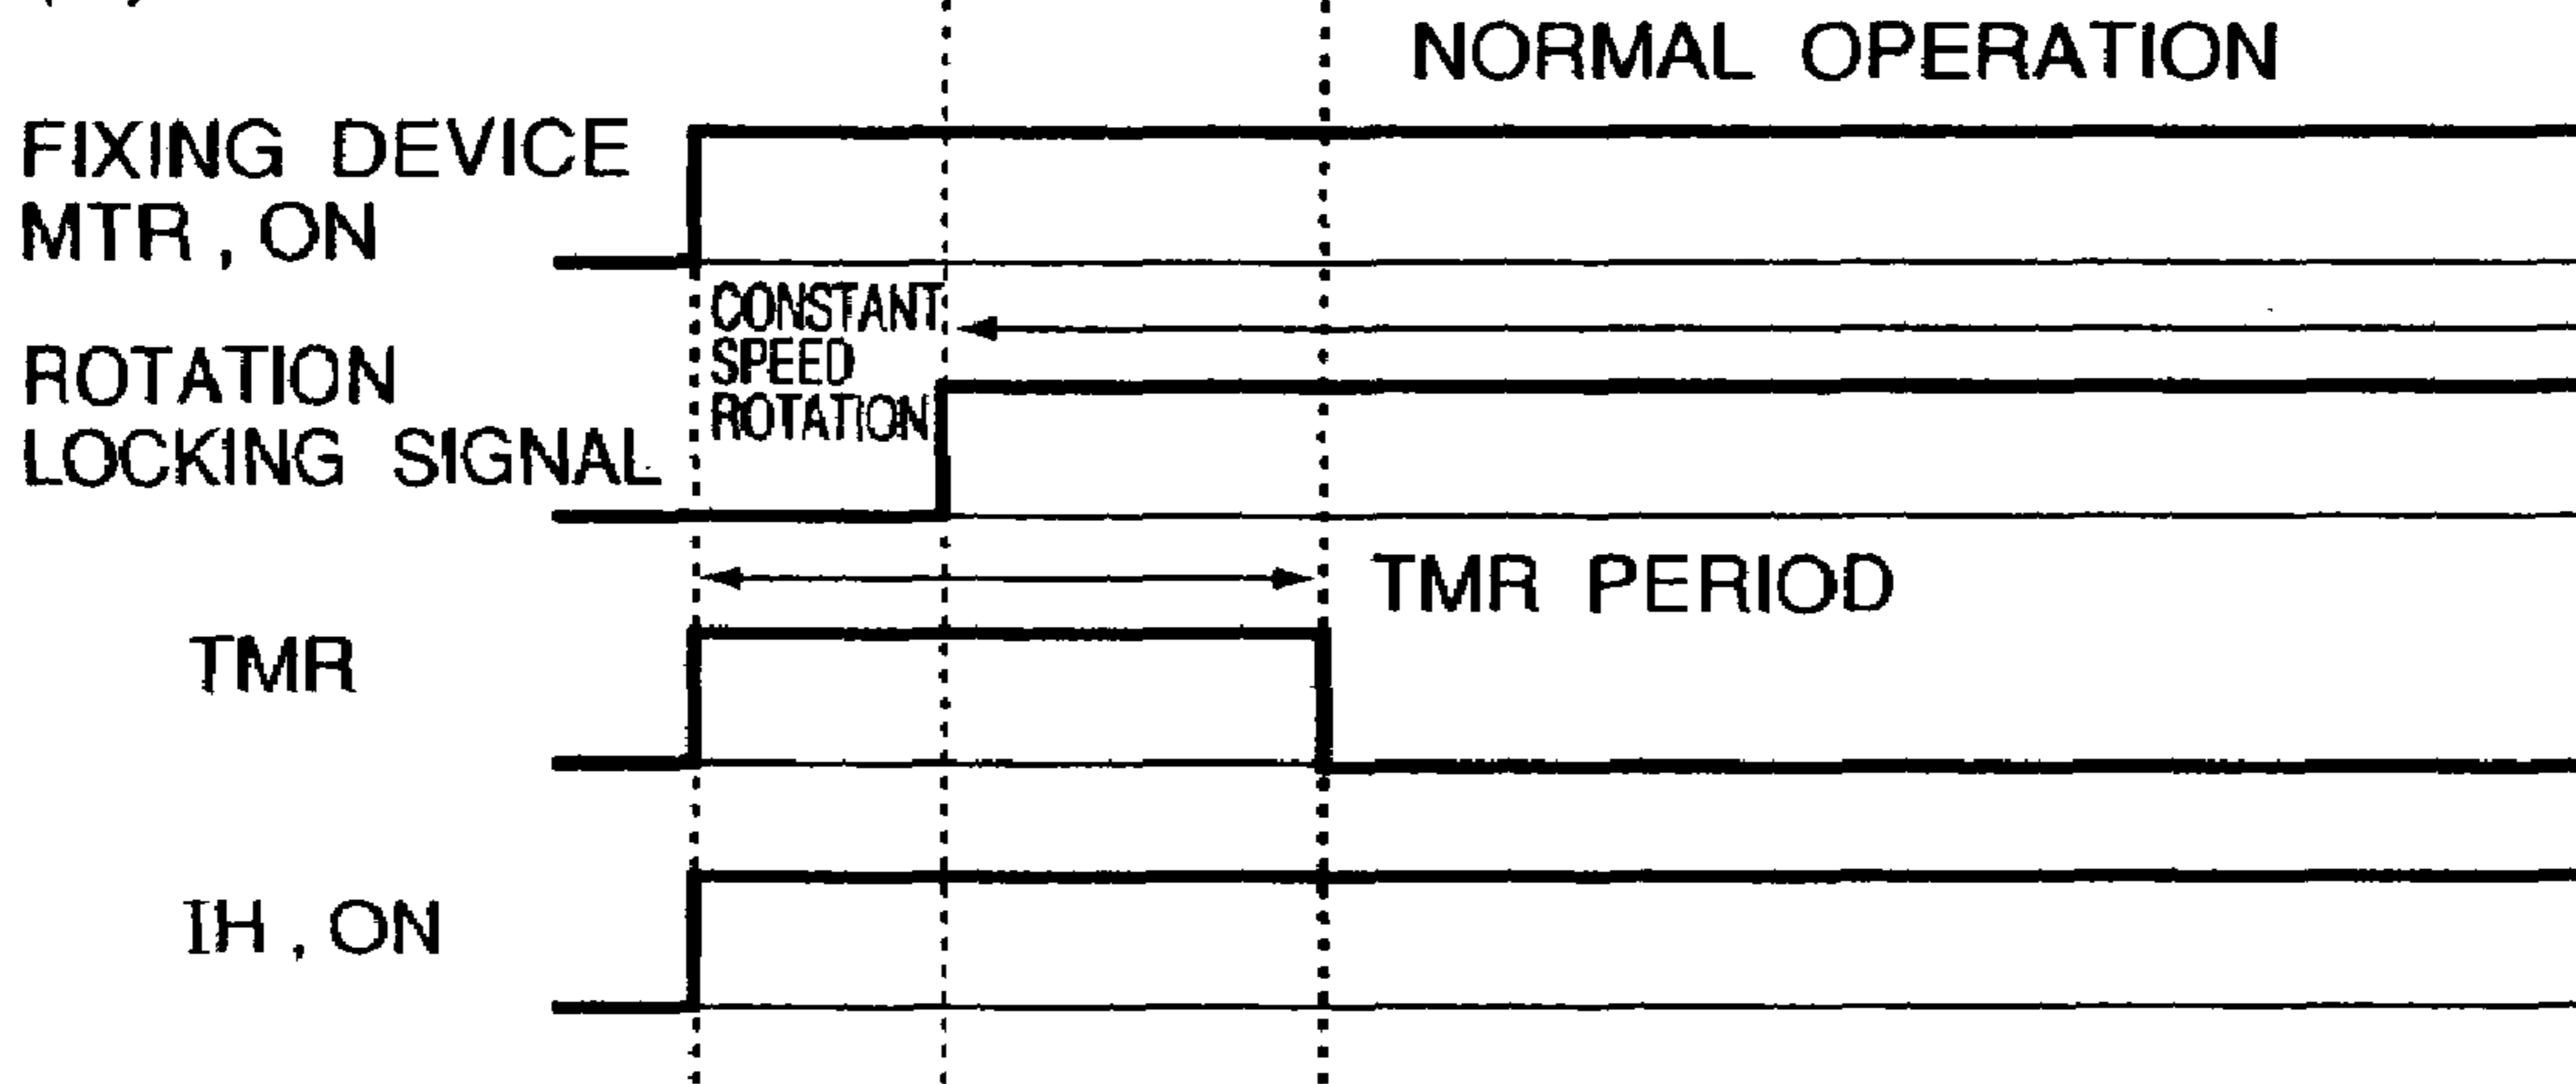 NORMAL OPERATION
FIXING DEVICE
MTR, ON
CONSTANT
SPEED
ROTATION
ROTATION
LOCKING SIGNAL
TMR PERIOD
TMR
IH, ON